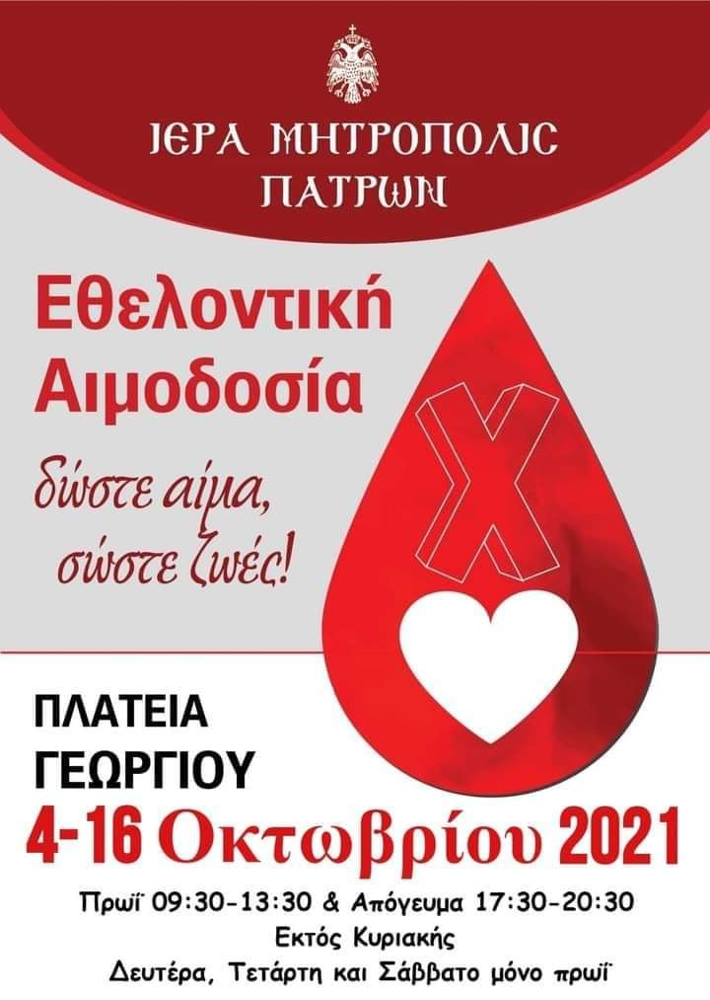 ΙΕΡΑ ΜΗΤΡΟΠΟΛΙϹ
ΠΑΤΡΩΝ
Εθελοντική
Αιμοδοσία
δώστε αίμα,
σώστε ζωές!
Χ
ΠΛΑΤΕΙΑ
ΓΕΩΡΓΙΟΥ
4-16 Οκτωβρίου 2021
Πρωΐ 09:30-13:30 & Απόγευμα 17:30-20:30
Εκτός Κυριακής
Δευτέρα, Τετάρτη και Σάββατο μόνο πρωΐ